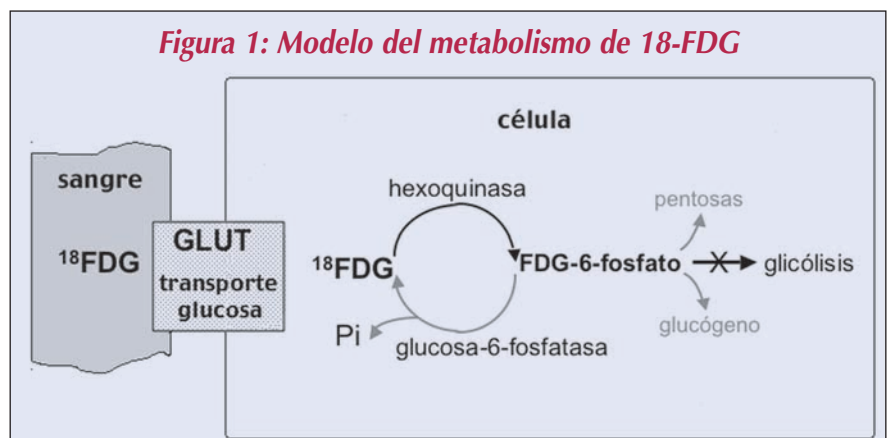 Figura 1: Modelo del metabolismo de 18-FDG
célula
sangre
hexoquinasa
pentosas
GLUT
18FDG
18FDG
FDG-6-fosfato
glicólisis
transporte
glucosa
Pi
glucosa-6-fosfatasa
glucógeno